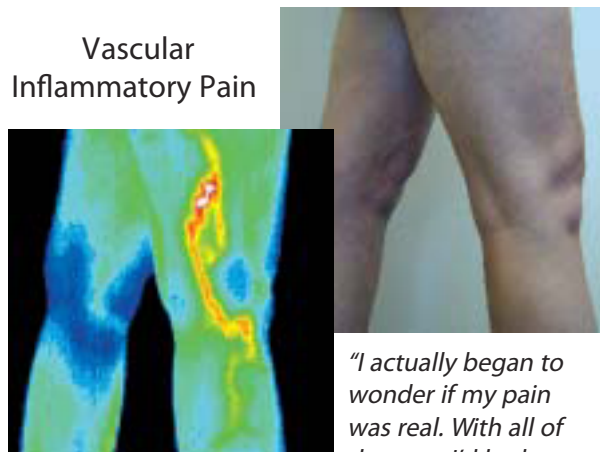 Vascular
Inflammatory Pain
"I actually began to
wonder if my pain
was real. With all of